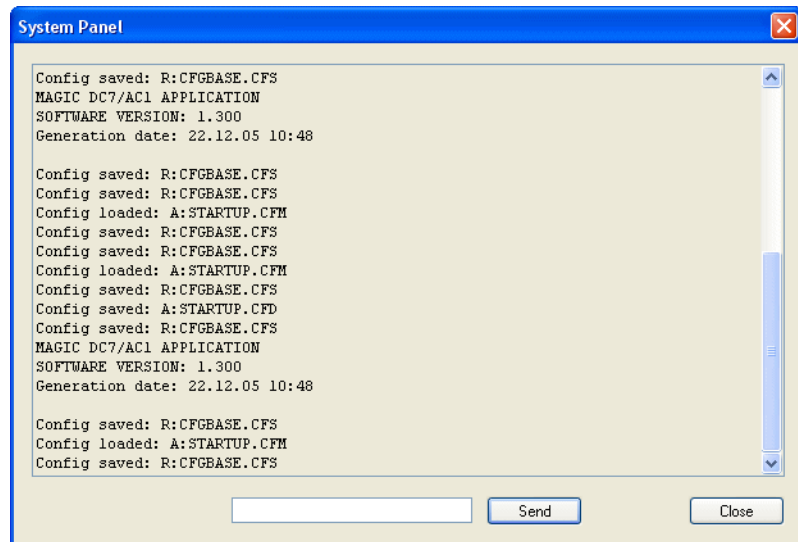 System Panel
Config saved: R:CFGBASE.CFS
MAGIC DC7/AC1 APPLICATION
SOFTWARE VERSION: 1.300
Generation date: 22.12.05 10:48
Config saved: R:CFGBASE.CFS
Config saved: R:CFGBASE.CFS
Config loaded: A:STARTUP.CFM
Config saved: R:CFGBASE.CFS
Config saved: R:CFGBASE.CFS
Config loaded: A:STARTUP.CFM
Config saved: R:CFGBASE.CFS
Config saved: A:STARTUP.CFD
Config saved: R:CFGBASE.CFS
MAGIC DC7/AC1 APPLICATION
SOFTWARE VERSION: 1.300
Generation date: 22.12.05 10:48
Config saved: R:CFGBASE.CFS
Config loaded: A:STARTUP.CFM
Config saved: R:CFGBASE.CFS
Send Close